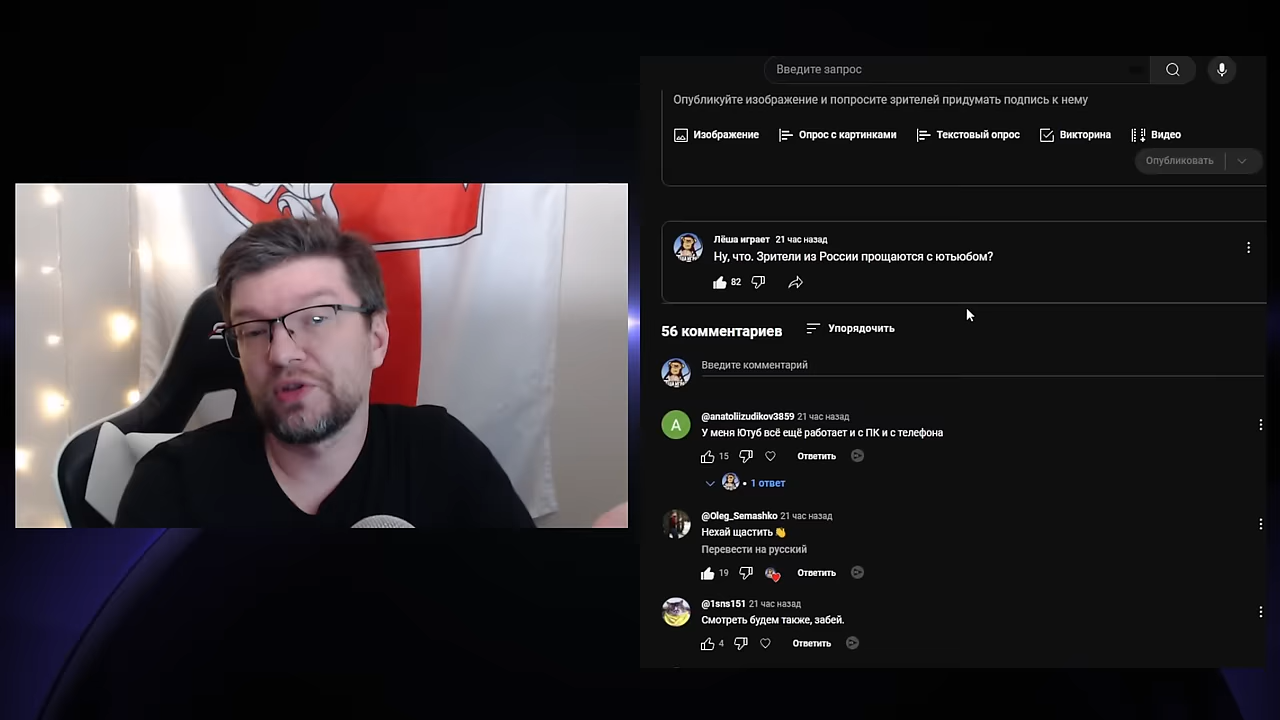 Введите запрос
Опубликуйте изображение и попросите зрителей придумать подпись к нему
Изображение Опрос с картинками Текстовый опрос Викторина Видео
Опубликовать
Лёша играет 21 час назад
Ну, что. Зрители из России прощаются с ютьюбом?
82
56 комментариев Упорядочить
Введите комментарий
A
@anatoliizudikov3859 21 час назад
У меня Ютуб всё ещё работает и с ПК и с телефона
15 Ответить
• 1 ответ
@Oleg_Semashko 21 час назад
Нехай щастить 👏
Перевести на русский
19 Ответить
@1sns151 21 час назад
Смотреть будем также, забей.
4 Ответить